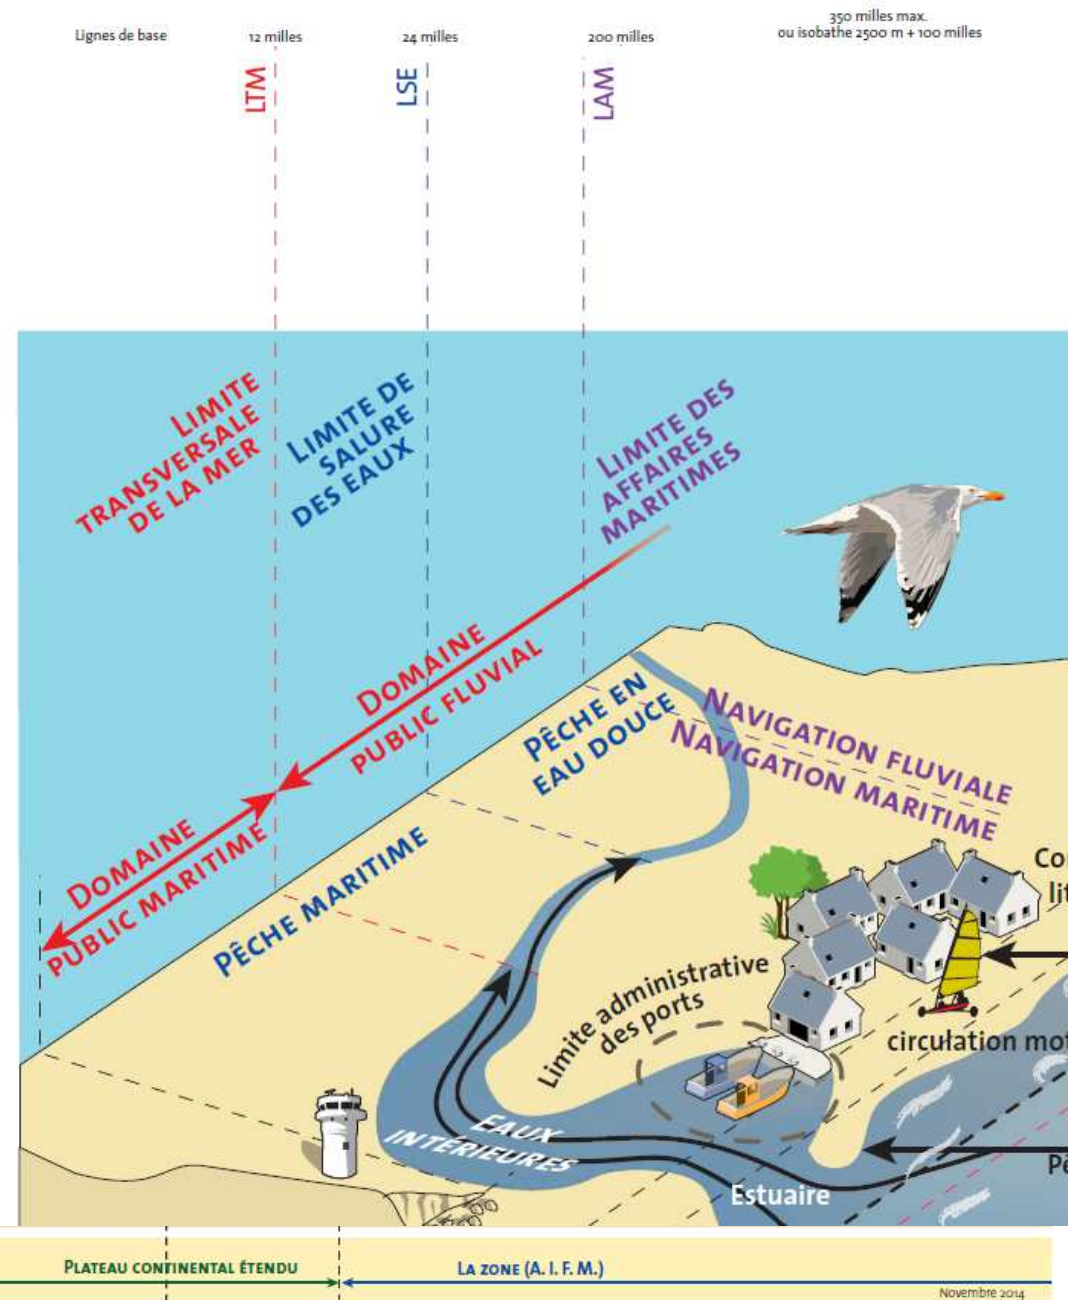 Lignes de base
12 milles
24 milles
200 milles
350 milles max.
ou isobathe 2500 m + 100 milles
LTM
LSE
LAM
LIMITE
TRANSVERSALE
DE LA MER
LIMITE DE
SALURE
DES EAUX
LIMITE DES
AFFAIRES
MARITIMES
DOMAINE
PUBLIC FLUVIAL
DOMAINE
PUBLIC MARITIME
PÊCHE EN
EAU DOUCE
PÊCHE MARITIME
NAVIGATION FLUVIALE
NAVIGATION MARITIME
Limite administrative
des ports
Co
lit
circulation mot
EAUX
INTÉRIEURES
Estuaire
Pê
PLATEAU CONTINENTAL ÉTENDU
LA ZONE (A. I. F. M.)
Novembre 2014